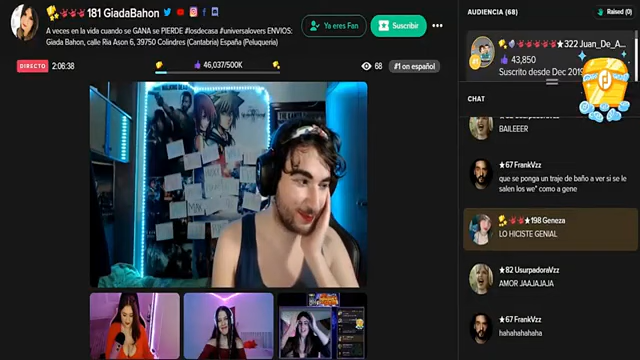 181 GiadaBahon
A veces en la vida cuando se GANA se PIERDE #losdecasa #universalovers ENVIOS:
Giada Bahon, calle Ria Ason 6, 39750 Colindres (Cantabria) España (Peluqueria)
Ya eres Fan
Suscribir
DIRECTO
2:06:38
46,037/500K
68
#1 on español
AUDIENCIA (68)
Raised (0)
322 Juan_De_A...
43,850
Suscrito desde Dec 2019
CHAT
BAILEEER
67 FrankVzz
que se ponga un traje de baño a ver si se le
salen los we* como a gene
198 Geneza
LO HICISTE GENIAL
82 UsurpadoraVzz
AMOR JAAJAJAJA
67 FrankVzz
hahahahahaha